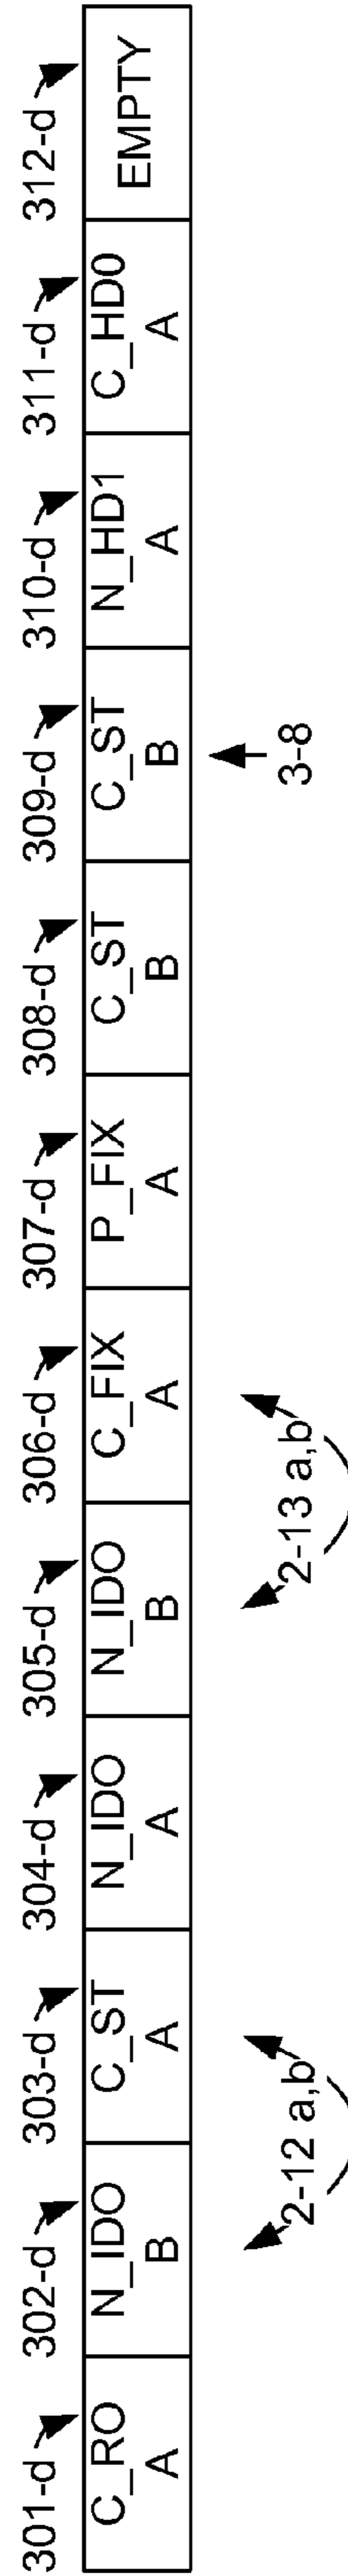 301-d 302-d 303-d 304-d 305-d 306-d 307-d 308-d 309-d 310-d 311-d 312-d
C_RO N_IDO C_ST N_IDO N_IDO C_FIX P_FIX C_ST C_ST N_HD1 C_HD0 EMPTY
A B A A B A A B B A A
2-12 a,b 2-13 a,b 3-8